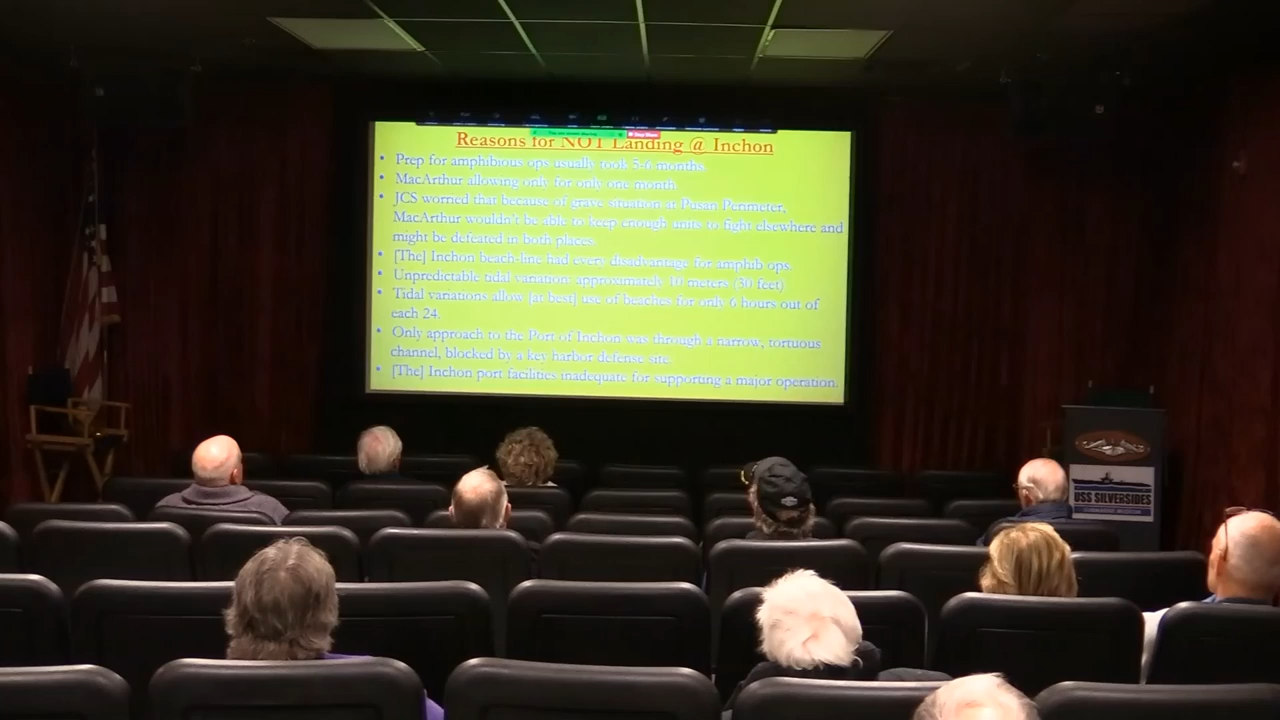 Reasons for NOT Landing @ Inchon
• Prep for amphibious ops usually took 5-6 months.
• MacArthur allowing only for only one month
• JCS worried that because of grave situation at Pusan Perimeter,
MacArthur wouldn't be able to keep enough units to fight elsewhere and
might be defeated in both places.
• [The] Inchon beach-line had every disadvantage for amphib ops.
• Unpredictable tidal variation: approximately 10 meters (30 feet)
• Tidal variations allow [at best] use of beaches for only 6 hours out of
each 24.
• Only approach to the Port of Inchon was through a narrow, tortuous
channel, blocked by a key harbor defense site.
• [The] Inchon port facilities inadequate for supporting a major operation.
USS SILVERSIDES
SUBMARINE MUSEUM